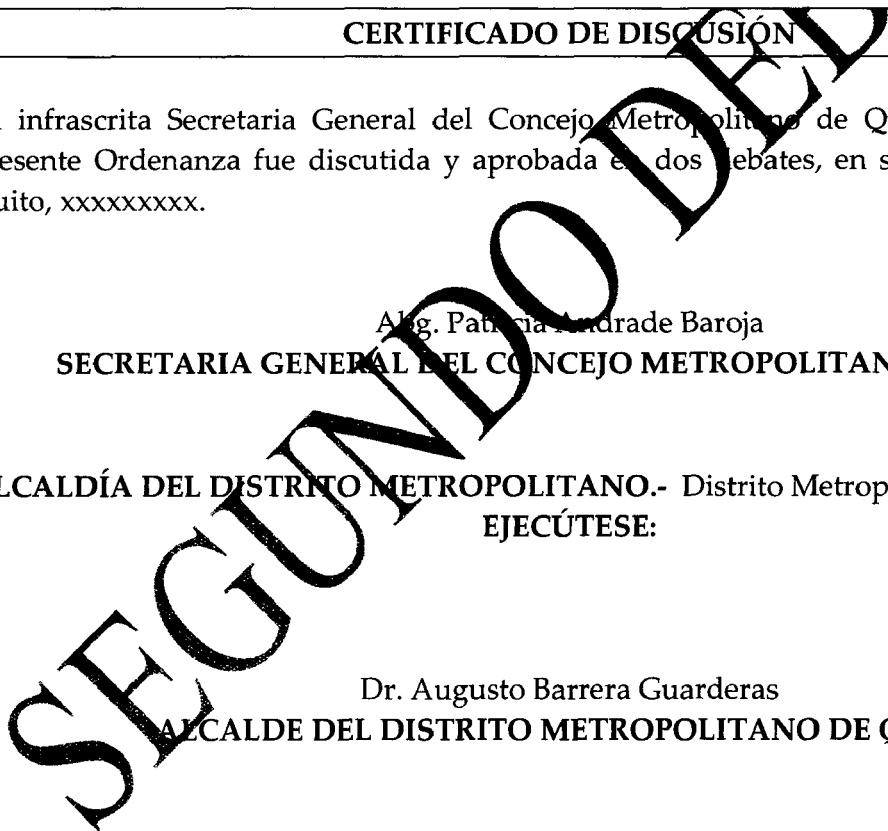 CERTIFICADO DE DISCUSIÓN
infrascrita Secretaria General del Concejo Metropolitano de Q
esente Ordenanza fue discutida y aprobada en dos debates, en s
uito, xxxxxxxxx.
Abg. Patricia Andrade Baroja
SECRETARIA GENERAL DEL CONCEJO METROPOLITAN
LCALDÍA DEL DISTRITO METROPOLITANO.- Distrito Metrop
EJECÚTESE:
Dr. Augusto Barrera Guarderas
ALCALDE DEL DISTRITO METROPOLITANO DE
SEGUNDO DEB